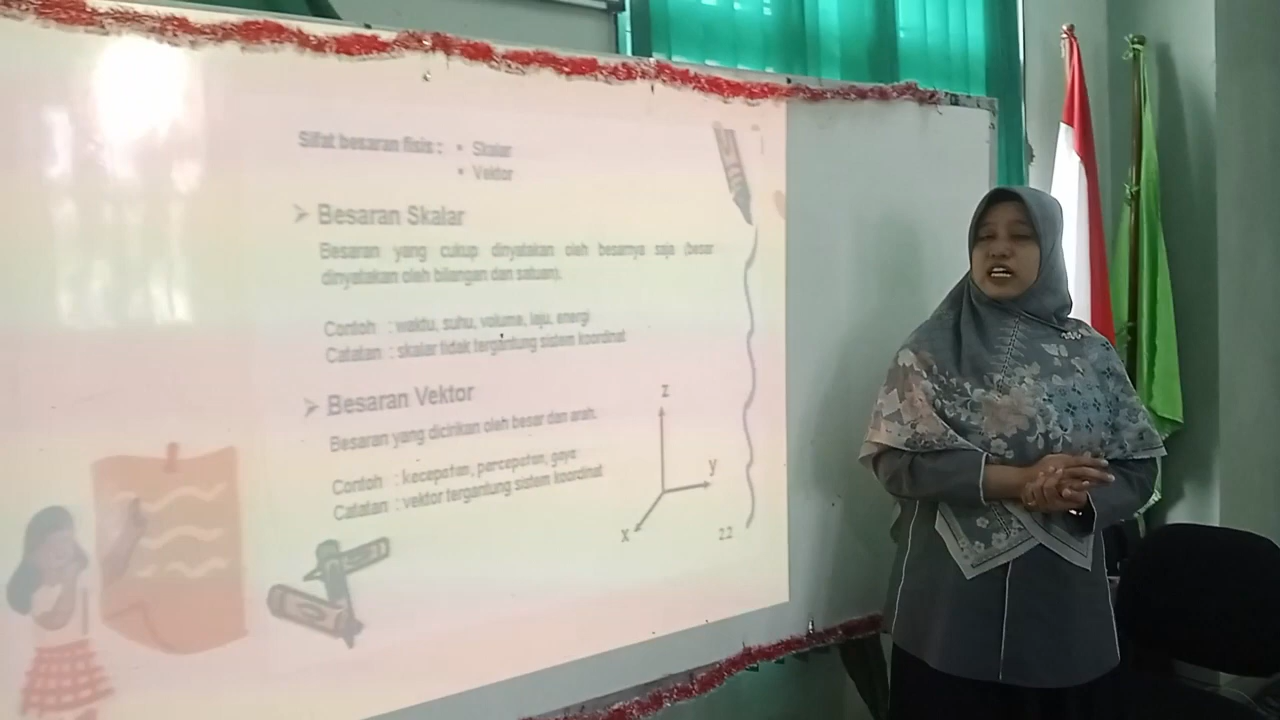 Sifat besaran fisis : • Skalar
• Vektor
➢ Besaran Skalar
Besaran yang cukup dinyatakan oleh besarnya saja (besar
dinyatakan oleh bilangan dan satuan).
Contoh : waktu, suhu, volume, laju, energi
Catatan : skalar tidak tergantung sistem koordinat
➢ Besaran Vektor
Besaran yang dicirikan oleh besar dan arah.
Contoh : kecepatan, percepatan, gaya
Catatan : vektor tergantung sistem koordinat
z
y
x
2.2